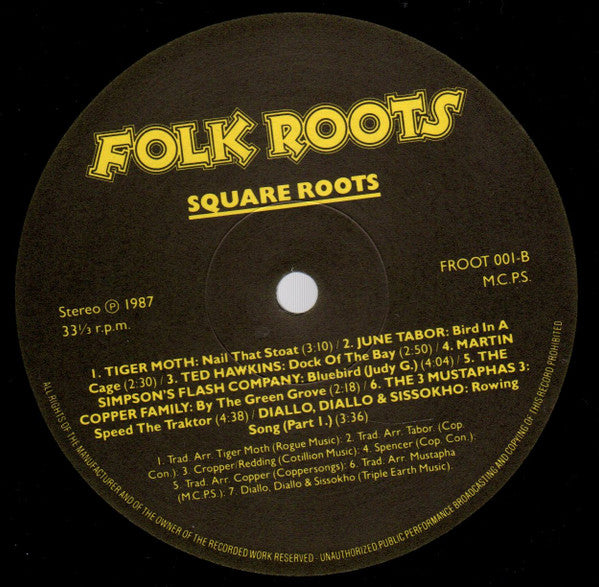 FOLK ROOTS
SQUARE ROOTS
Stereo Ⓟ 1987
33⅓ r.p.m.
FROOT 001-B
M.C.P.S.
1. TIGER MOTH: Nail That Stoat (3:10) / 2. JUNE TABOR: Bird In A
Cage (2:30) / 3. TED HAWKINS: Dock Of The Bay (2:50) / 4. MARTIN
SIMPSON'S FLASH COMPANY: Bluebird (Judy G.) (4:04) / 5. THE
COPPER FAMILY: By The Green Grove (2:18) / 6. THE 3 MUSTAPHAS 3:
Speed The Traktor (4:38) / DIALLO, DIALLO & SISSOKHO: Rowing
Song (Part 1.) (3:36)
1. Trad. Arr. Tiger Moth (Rogue Music): 2. Trad. Arr. Tabor. (Cop.
Con.): 3. Cropper/Redding (Cotillion Music): 4. Spencer (Cop. Con.):
5. Trad. Arr. Copper (Coppersongs): 6. Trad. Arr. Mustapha
(M.C.P.S.): 7. Diallo, Diallo & Sissokho (Triple Earth Music).
ALL RIGHTS OF THE MANUFACTURER AND OF THE OWNER OF THE RECORDED WORK RESERVED - UNAUTHORIZED PUBLIC PERFORMANCE BROADCASTING AND COPYING OF THIS RECORD PROHIBITED